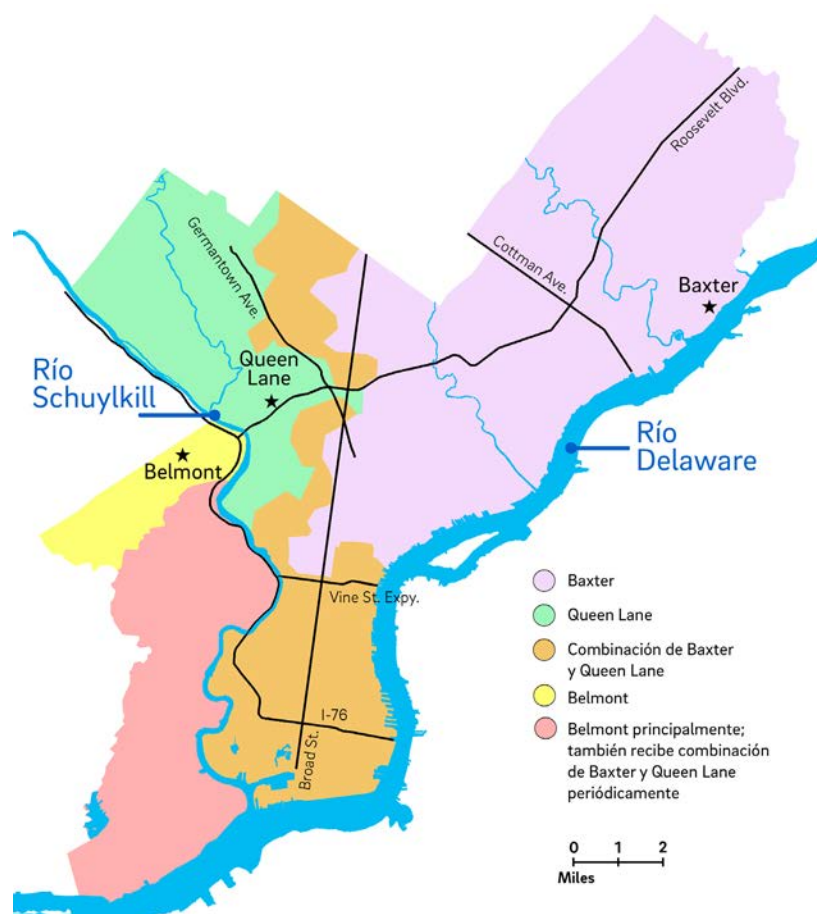 Roosevelt Blvd.
Germantown Ave.
Cottman Ave.
Baxter
Queen
Lane
Río
Schuylkill
Río
Delaware
Belmont
Vine St. Expy.
I-76
Broad St.
Baxter
Queen Lane
Combinación de Baxter
y Queen Lane
Belmont
Belmont principalmente;
también recibe combinación
de Baxter y Queen Lane
periódicamente
0 1 2
Miles